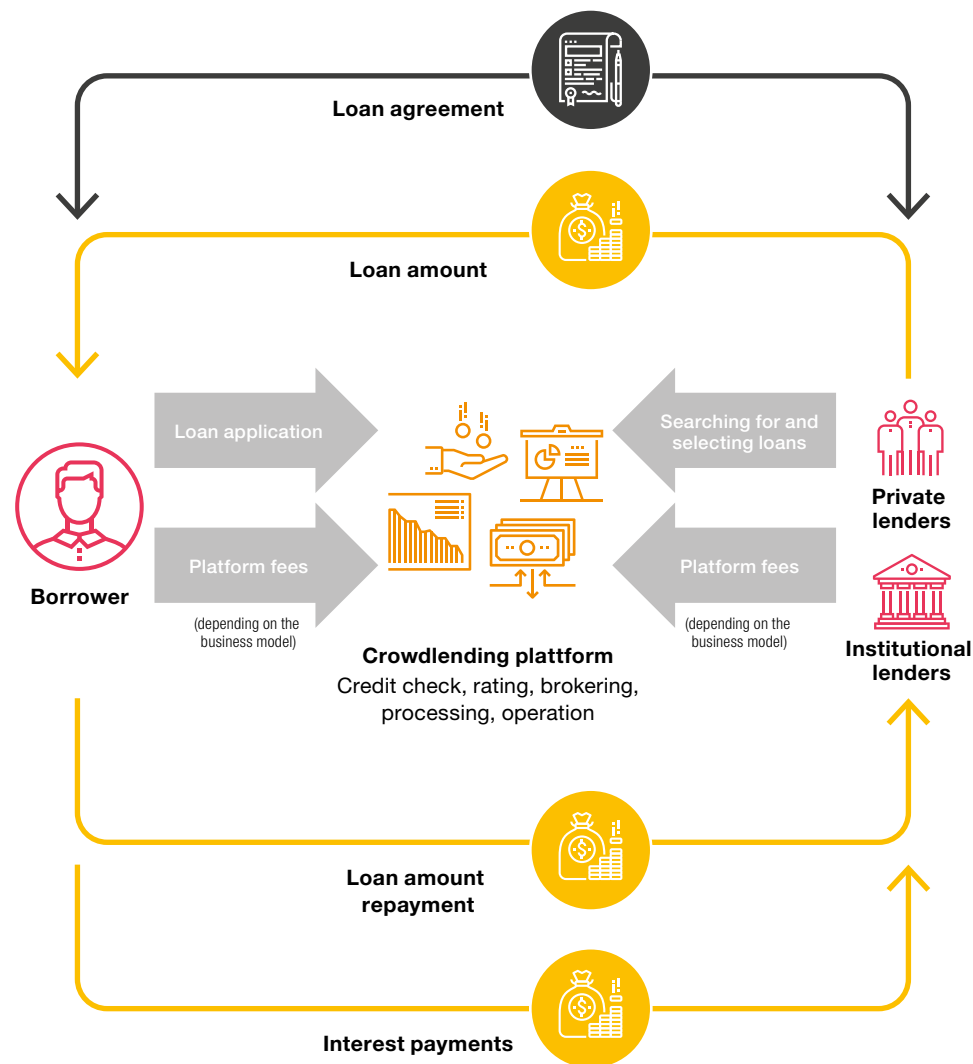 Loan agreement
Loan amount
Loan application
Searching for and
selecting loans
Private
lenders
Platform fees
Platform fees
Borrower
(depending on the
business model)
(depending on the
business model)
Institutional
lenders
Crowdlending plattform
Credit check, rating, brokering,
processing, operation
Loan amount
repayment
Interest payments